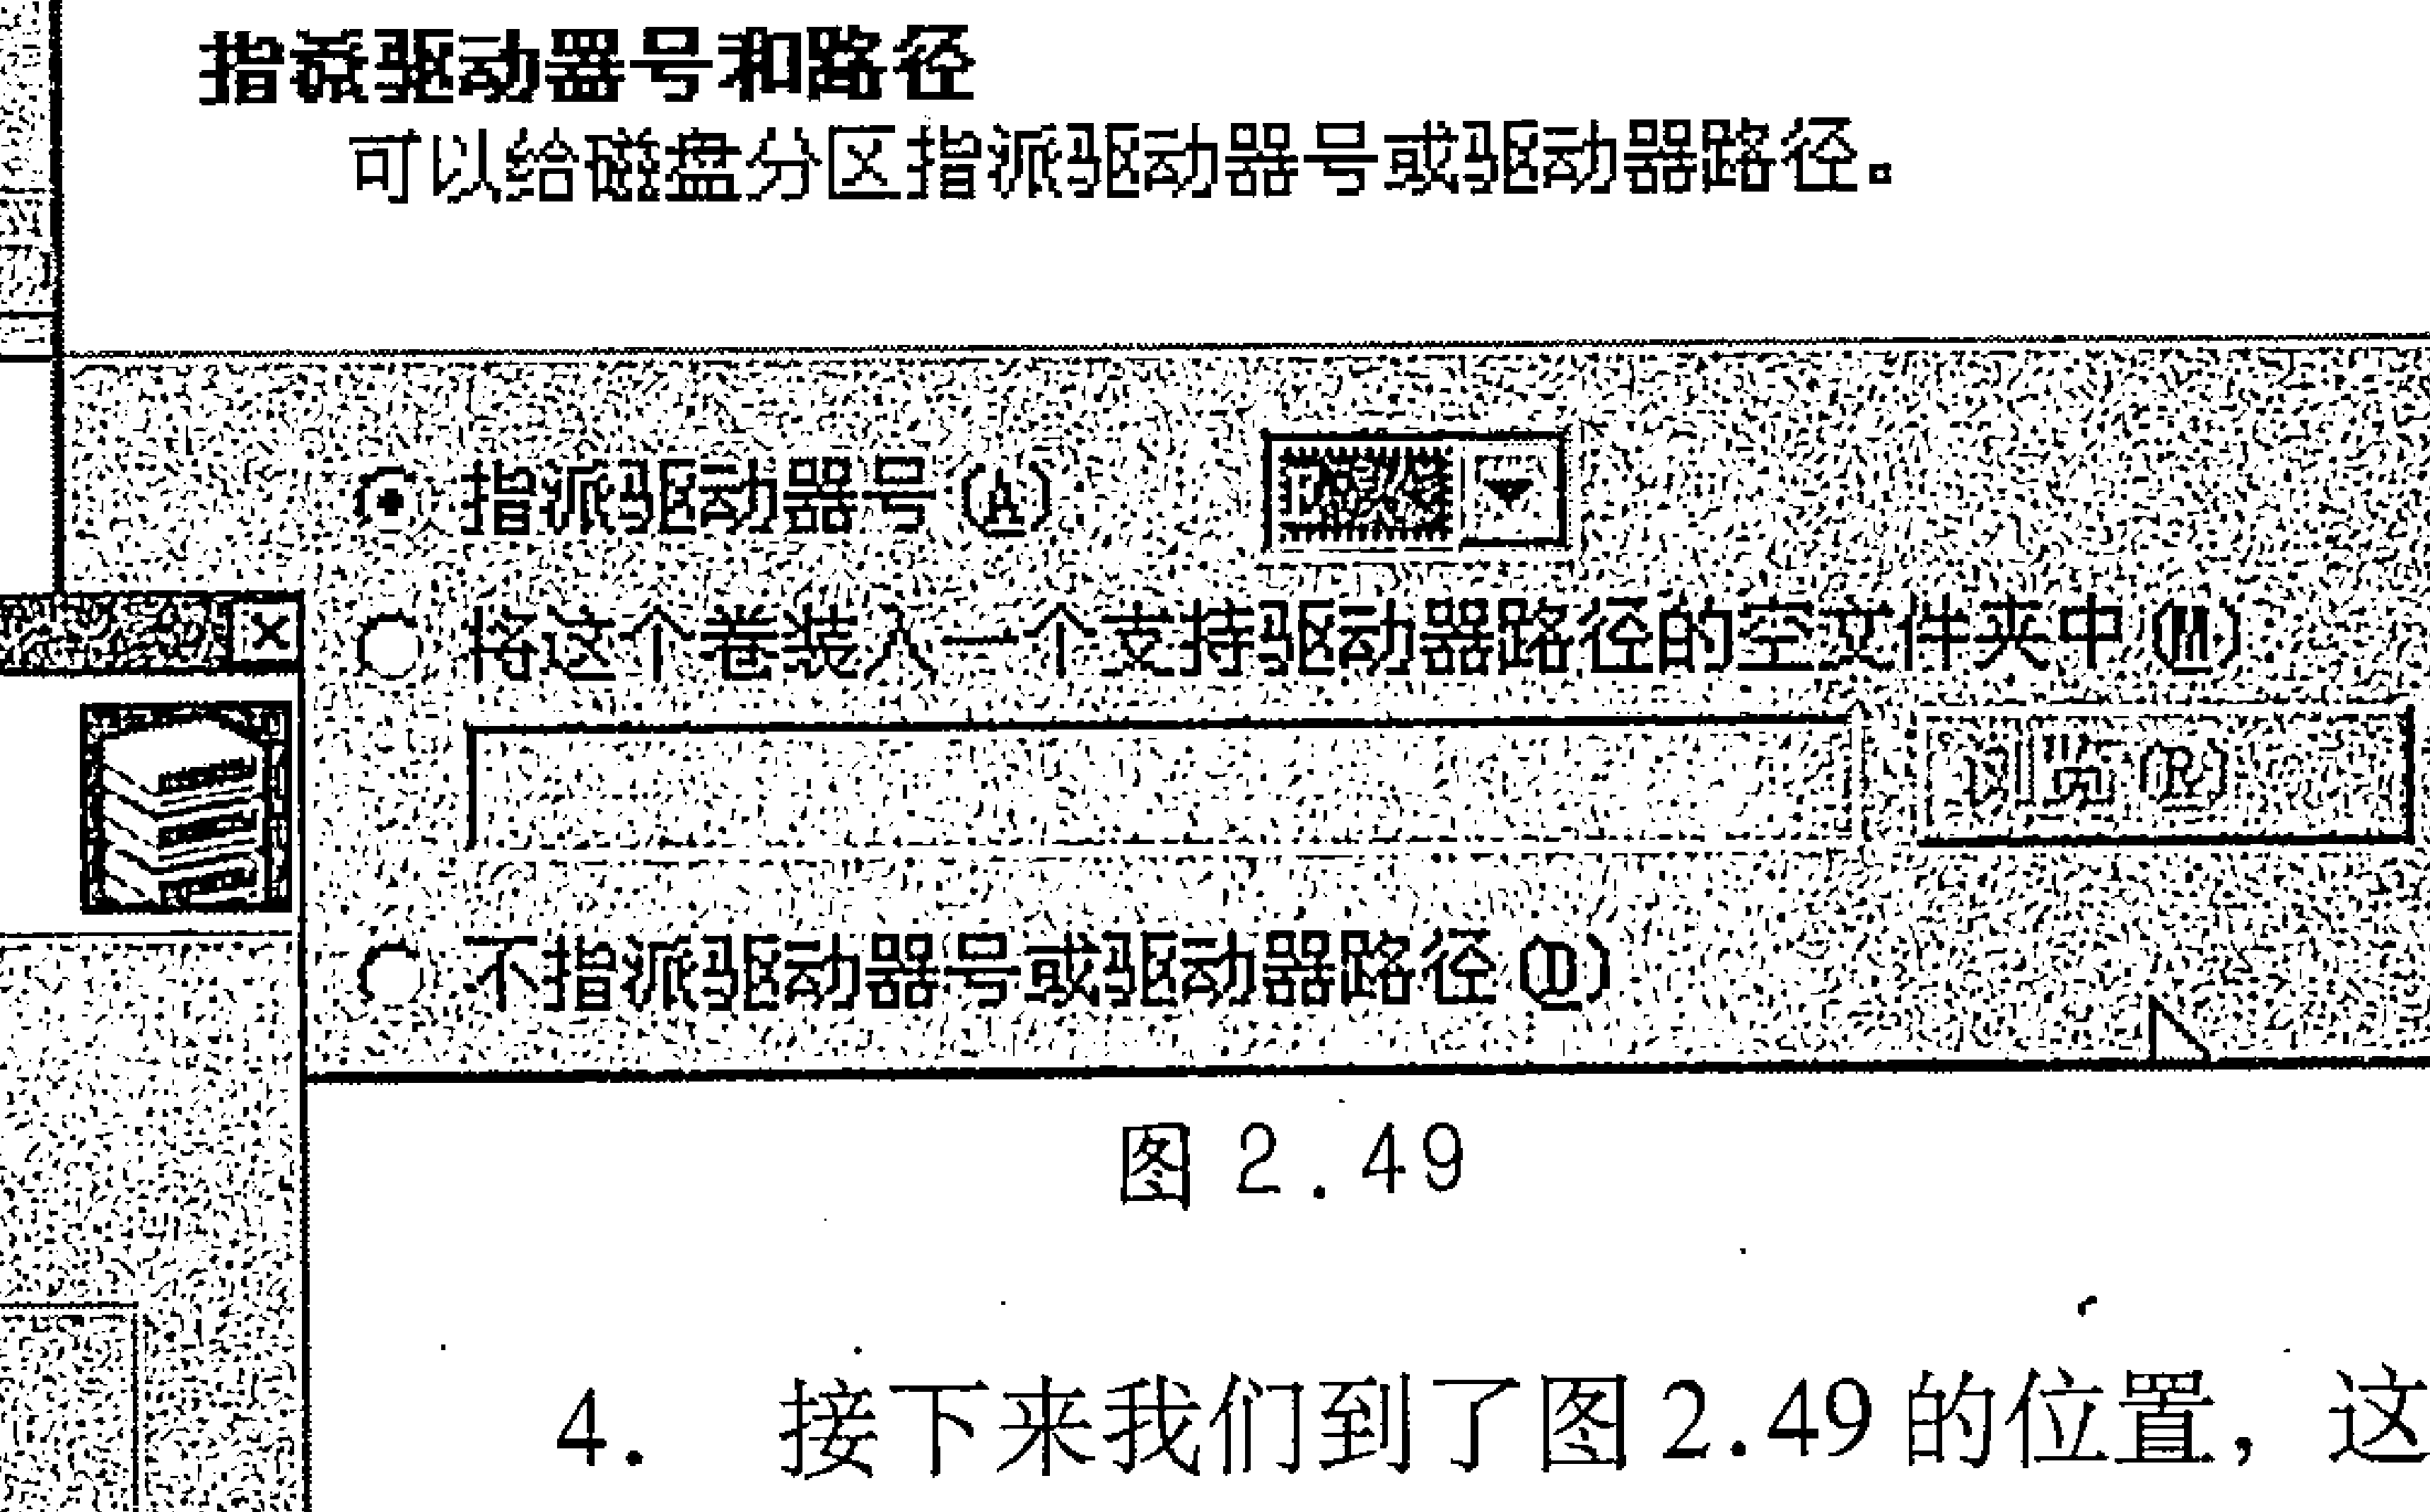 指派驱动器号和路径
可以给磁盘分区指派驱动器号或驱动器路径。
指派驱动器号(A)
将这个卷装入一个支持驱动器路径的空文件夹中(M)
浏览(R)
不指派驱动器号或驱动器路径(D)
图 2.49
4. 接下来我们到了图 2.49 的位置，这